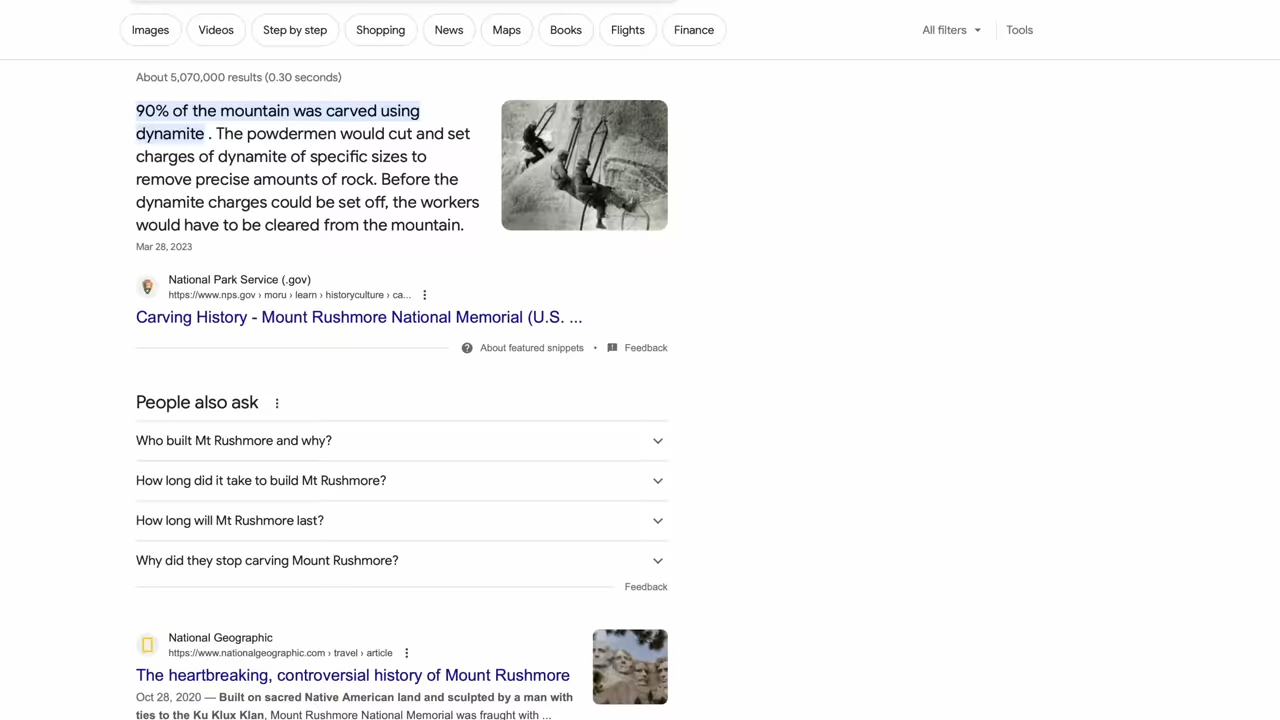 Images Videos Step by step Shopping News Maps Books Flights Finance All filters Tools
About 5,070,000 results (0.30 seconds)
90% of the mountain was carved using
dynamite . The powdermen would cut and set
charges of dynamite of specific sizes to
remove precise amounts of rock. Before the
dynamite charges could be set off, the workers
would have to be cleared from the mountain.
Mar 28, 2023
National Park Service (.gov)
https://www.nps.gov › moru › learn › historyculture › ca...
Carving History - Mount Rushmore National Memorial (U.S. ...
About featured snippets • Feedback
People also ask
Who built Mt Rushmore and why?
How long did it take to build Mt Rushmore?
How long will Mt Rushmore last?
Why did they stop carving Mount Rushmore?
Feedback
National Geographic
https://www.nationalgeographic.com › travel › article
The heartbreaking, controversial history of Mount Rushmore
Oct 28, 2020 — Built on sacred Native American land and sculpted by a man with
ties to the Ku Klux Klan, Mount Rushmore National Memorial was fraught with ...